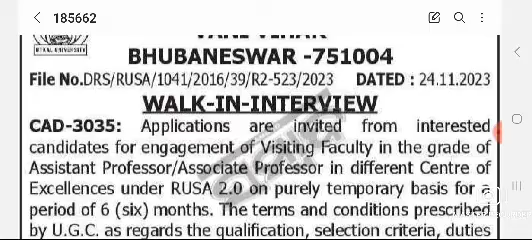 185662
VANI VIHAR
UTKAL UNIVERSITY
BHUBANESWAR -751004
File No.DRS/RUSA/1041/2016/39/R2-523/2023 DATED : 24.11.2023
WALK-IN-INTERVIEW
CAD-3035: Applications are invited from interested
candidates for engagement of Visiting Faculty in the grade of
Assistant Professor/Associate Professor in different Centre of
Excellences under RUSA 2.0 on purely temporary basis for a
period of 6 (six) months. The terms and conditions prescribed
by U.G.C. as regards the qualification, selection criteria, duties